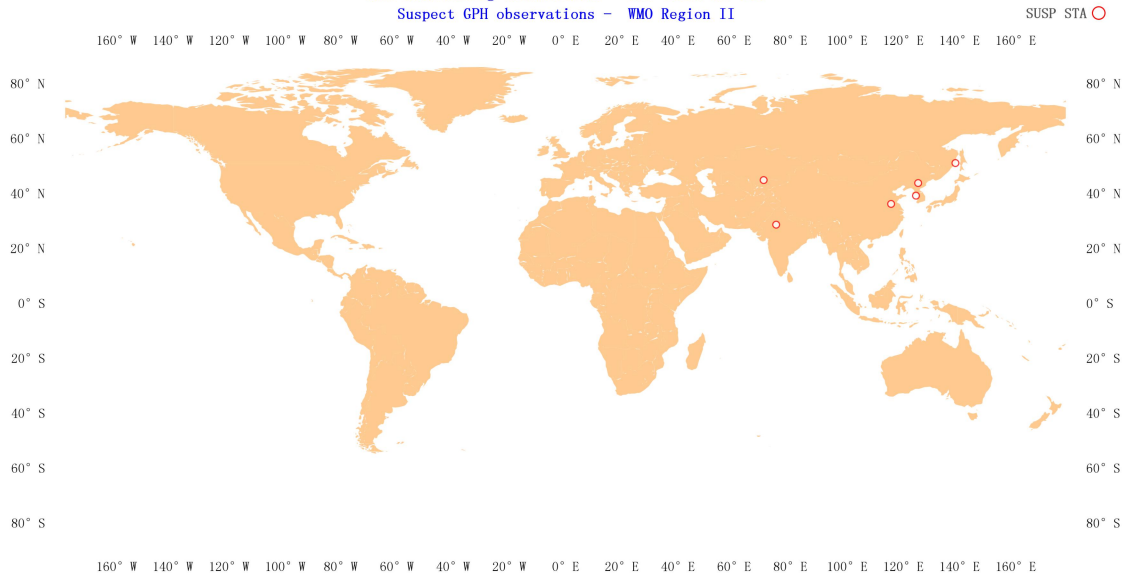 Suspect GPH observations -  WMO Region II
SUSP STA
160° W 140° W 120° W 100° W 80° W 60° W 40° W 20° W 0° E 20° E 40° E 60° E 80° E 100° E 120° E 140° E 160° E
80° N 80° N
60° N 60° N
40° N 40° N
20° N 20° N
0° S 0° S
20° S 20° S
40° S 40° S
60° S 60° S
80° S 80° S
160° W 140° W 120° W 100° W 80° W 60° W 40° W 20° W 0° E 20° E 40° E 60° E 80° E 100° E 120° E 140° E 160° E